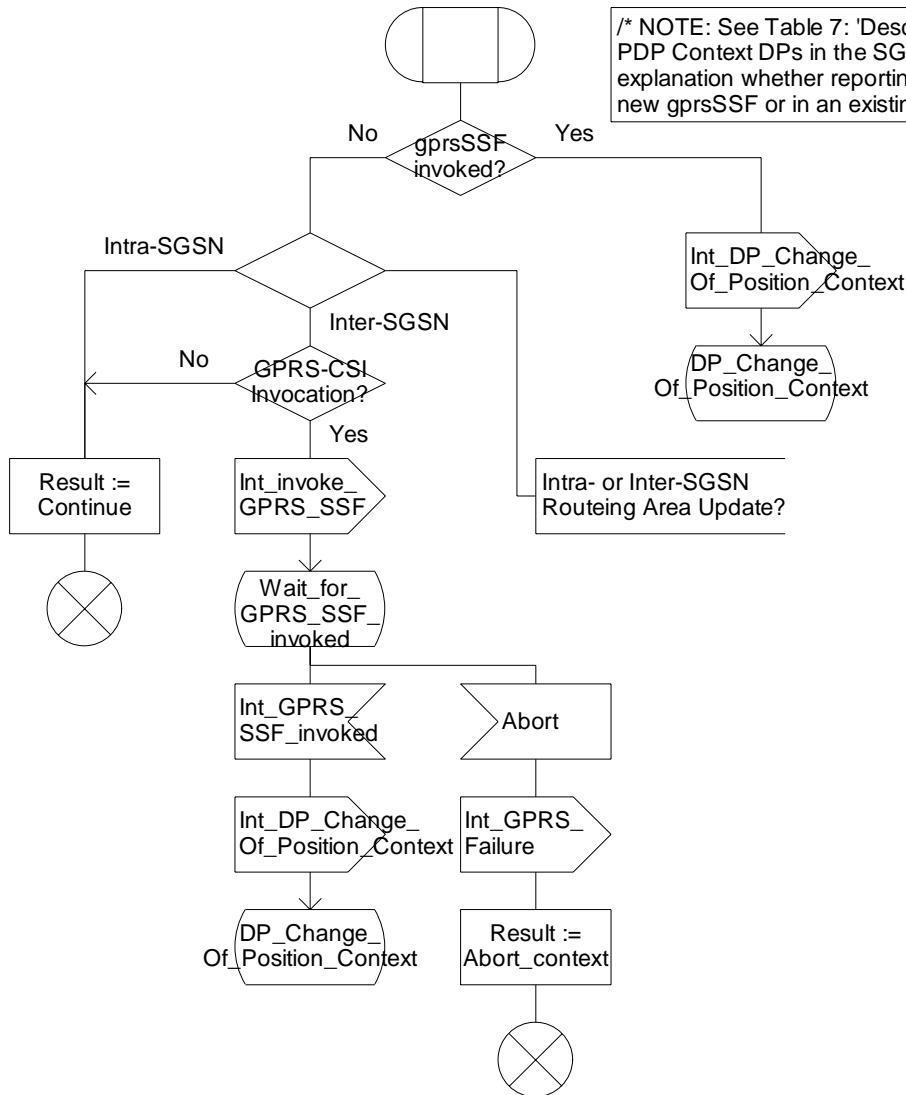 /* NOTE: See Table 7: 'Desc
PDP Context DPs in the SG
explanation whether reportin
new gprsSSF or in an existin
No
gprsSSF
invoked?
Yes
Intra-SGSN
Int_DP_Change_
Of_Position_Context
Inter-SGSN
No
GPRS-CSI
Invocation?
DP_Change_
Of_Position_Context
Yes
Result :=
Continue
Int_invoke_
GPRS_SSF
Intra- or Inter-SGSN
Routeing Area Update?
Wait_for_
GPRS_SSF_
invoked
Int_GPRS_
SSF_invoked
Abort
Int_DP_Change_
Of_Position_Context
Int_GPRS_
Failure
DP_Change_
Of_Position_Context
Result :=
Abort_context